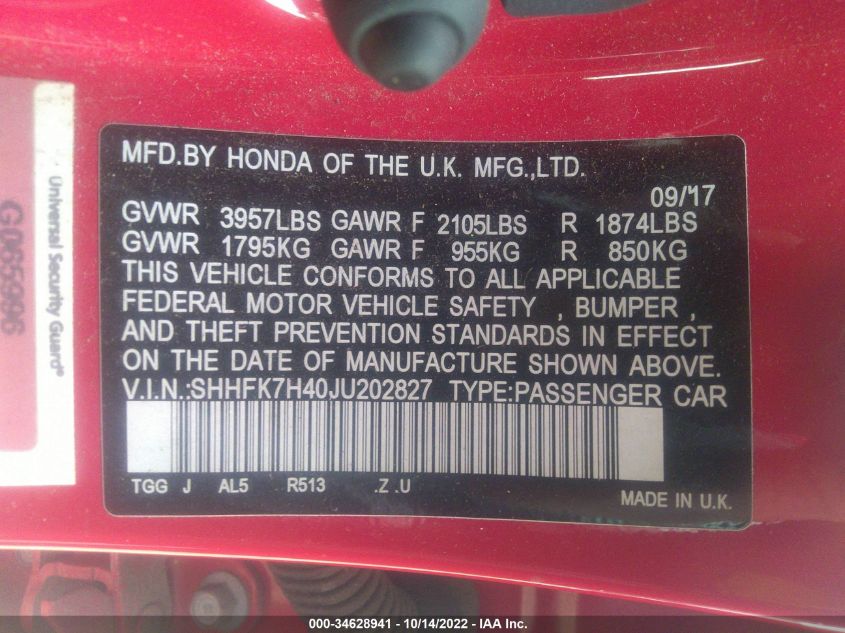 MFD.BY HONDA OF THE U.K. MFG.,LTD.
09/17
GVWR 3957LBS GAWR F 2105LBS R 1874LBS
GVWR 1795KG GAWR F 955KG R 850KG
THIS VEHICLE CONFORMS TO ALL APPLICABLE
FEDERAL MOTOR VEHICLE SAFETY , BUMPER ,
AND THEFT PREVENTION STANDARDS IN EFFECT
ON THE DATE OF MANUFACTURE SHOWN ABOVE.
V.I.N.:SHHFK7H40JU202827 TYPE:PASSENGER CAR
TGG J AL5 R513 .Z .U
MADE IN U.K.
Universal Security Guard®
G0859696
000-34628941 - 10/14/2022 - IAA Inc.